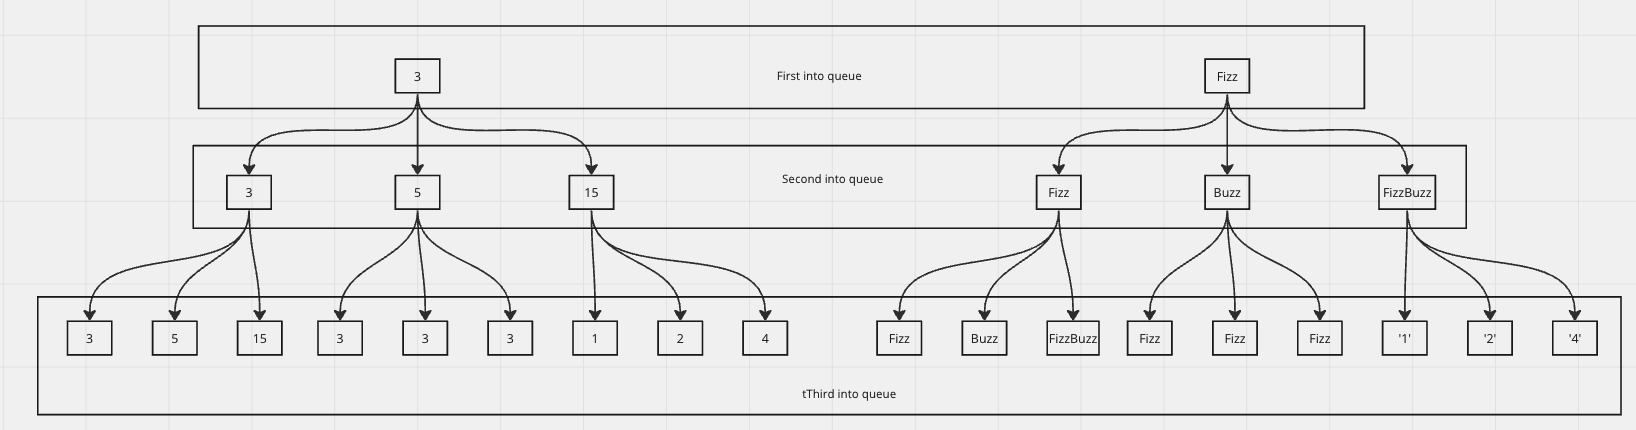 3
First into queue
Fizz
3
5
15
Second into queue
Fizz
Buzz
FizzBuzz
3
5
15
3
3
3
1
2
4
Fizz
Buzz
FizzBuzz
Fizz
Fizz
Fizz
'1'
'2'
'4'
tThird into queue